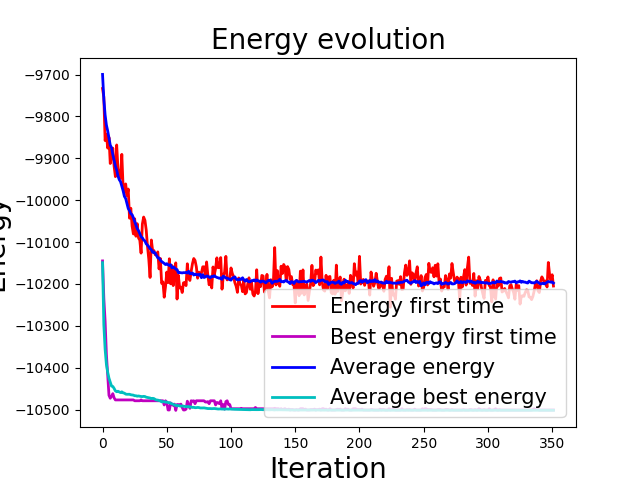 Energy evolution
Energy
−9700
−9800
−9900
−10000
−10100
−10200
−10300
−10400
−10500
Energy first time
Best energy first time
Average energy
Average best energy
0 50 100 150 200 250 300 350
Iteration